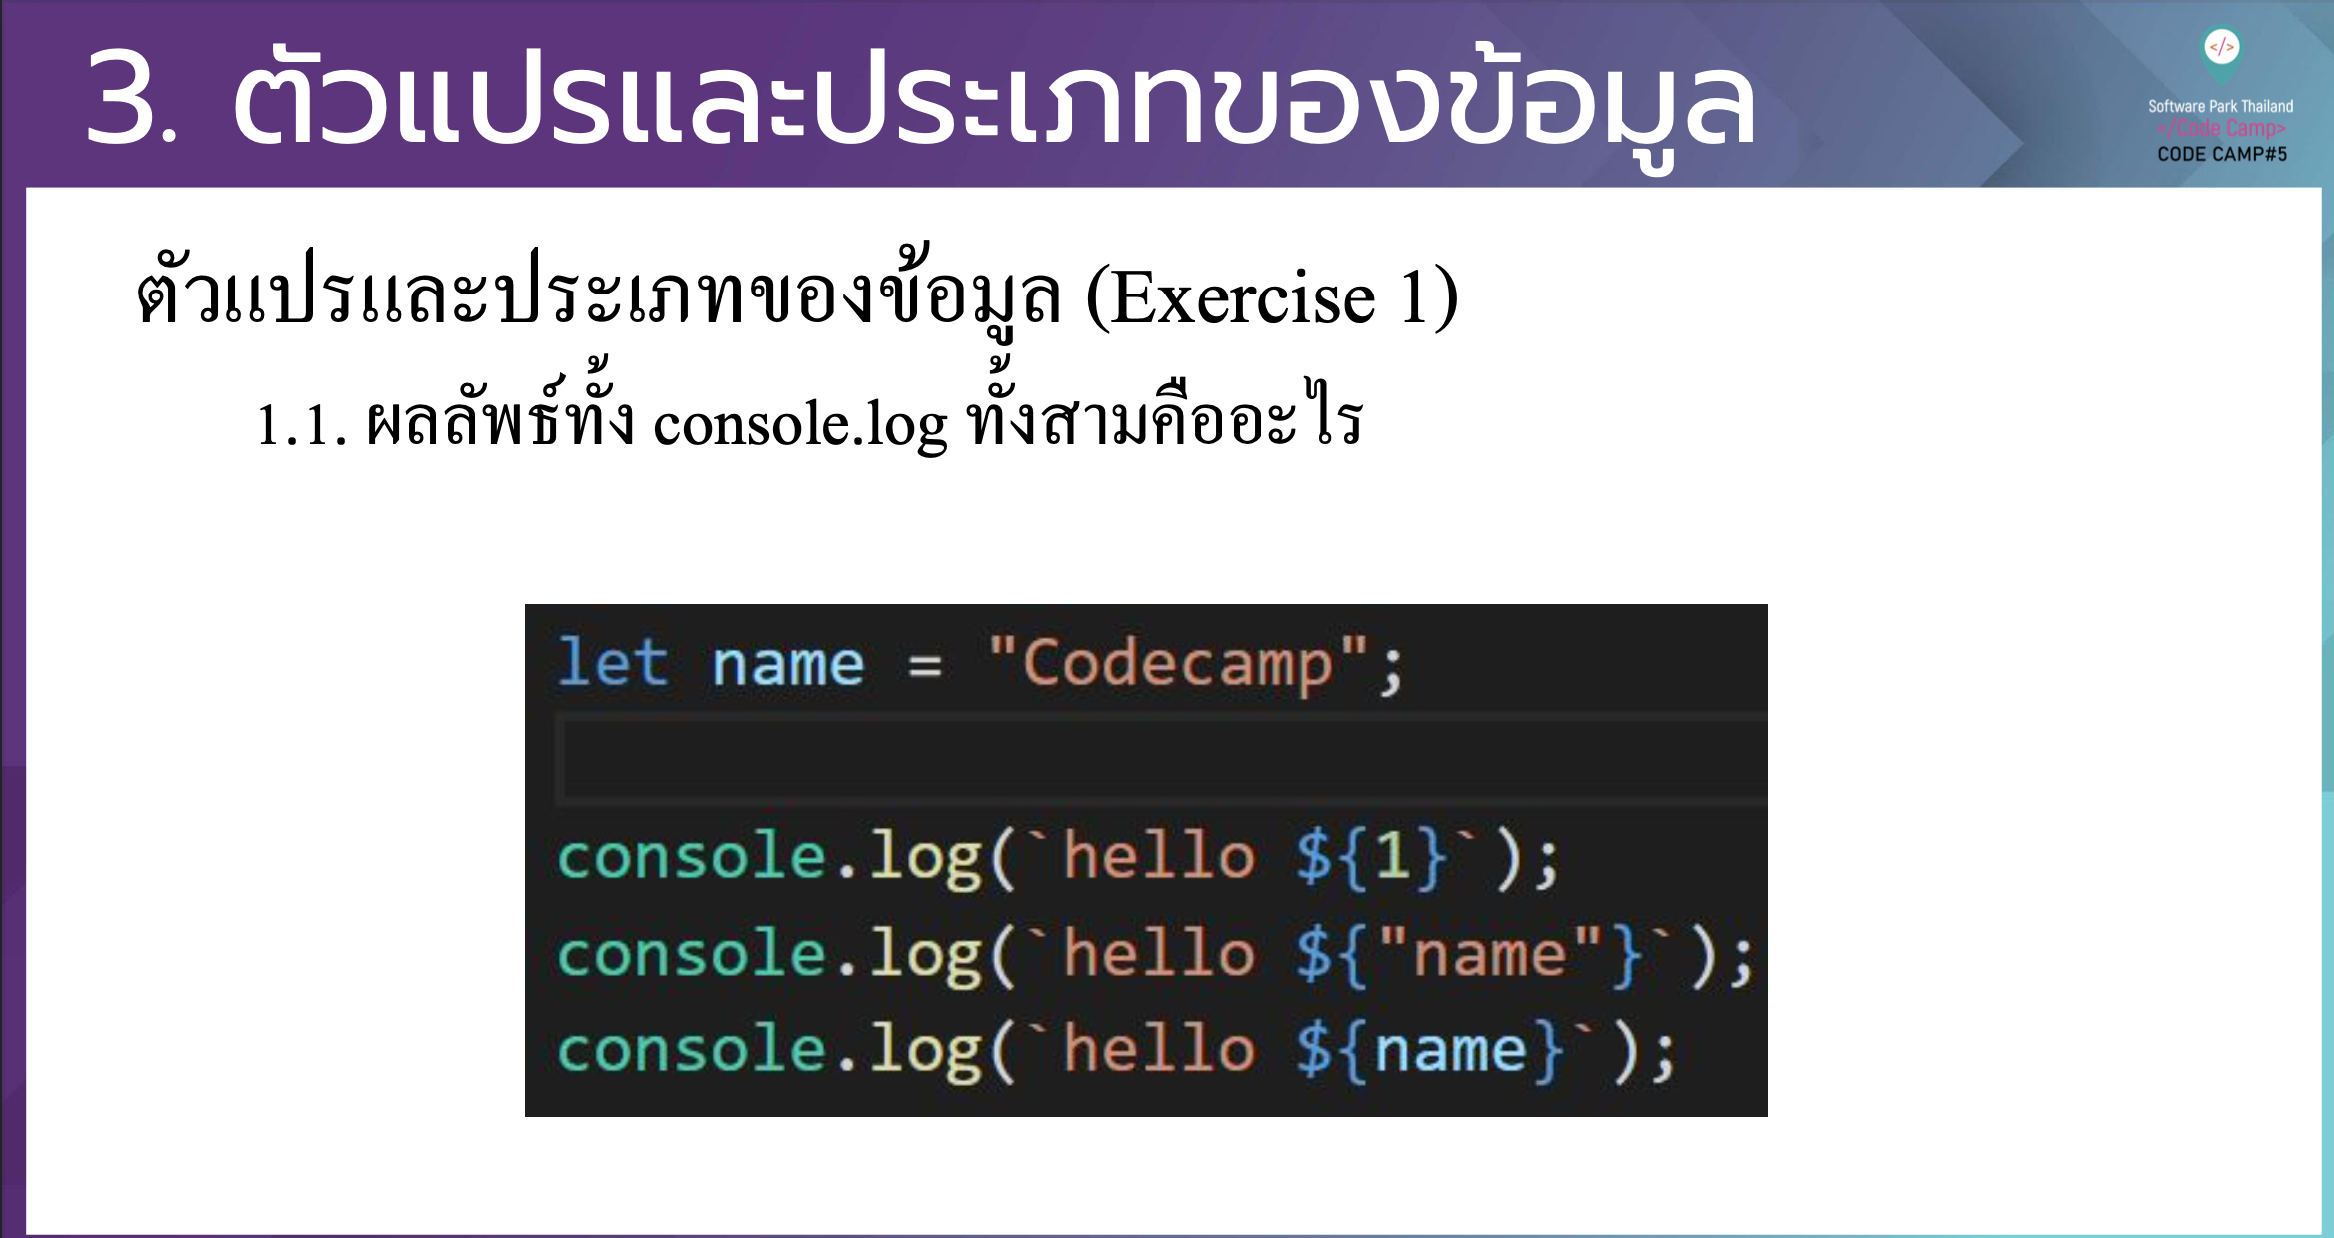 3. ตัวแปรและประเภทของข้อมูล
Software Park Thailand
</Code Camp>
CODE CAMP#5
ตัวแปรและประเภทของข้อมูล (Exercise 1)
1.1. ผลลัพธ์ทั้ง console.log ทั้งสามคืออะไร
let name = "Codecamp";
console.log(`hello ${1}`);
console.log(`hello ${"name"}`);
console.log(`hello ${name}`);